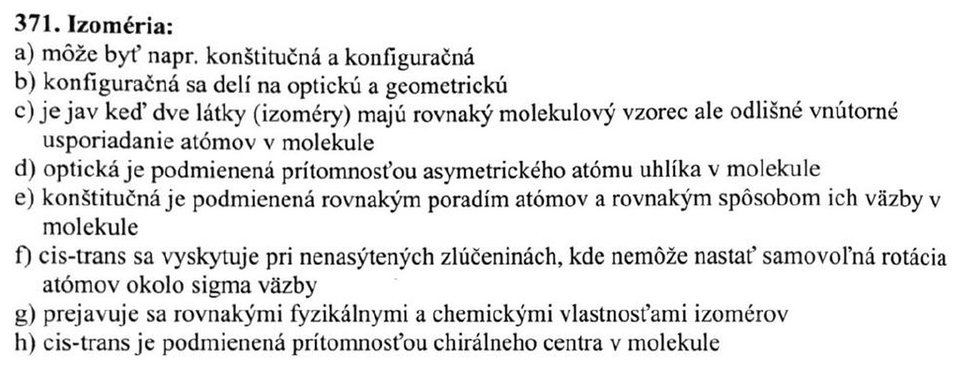 371. Izoméria:
a) môže byť napr. konštitučná a konfiguračná
b) konfiguračná sa delí na optickú a geometrickú
c) je jav keď dve látky (izoméry) majú rovnaký molekulový vzorec ale odlišné vnútorné
usporiadanie atómov v molekule
d) optická je podmienená prítomnosťou asymetrického atómu uhlíka v molekule
e) konštitučná je podmienená rovnakým poradím atómov a rovnakým spôsobom ich väzby v
molekule
f) cis-trans sa vyskytuje pri nenasýtených zlúčeninách, kde nemôže nastať samovoľná rotácia
atómov okolo sigma väzby
g) prejavuje sa rovnakými fyzikálnymi a chemickými vlastnosťami izomérov
h) cis-trans je podmienená prítomnosťou chirálneho centra v molekule